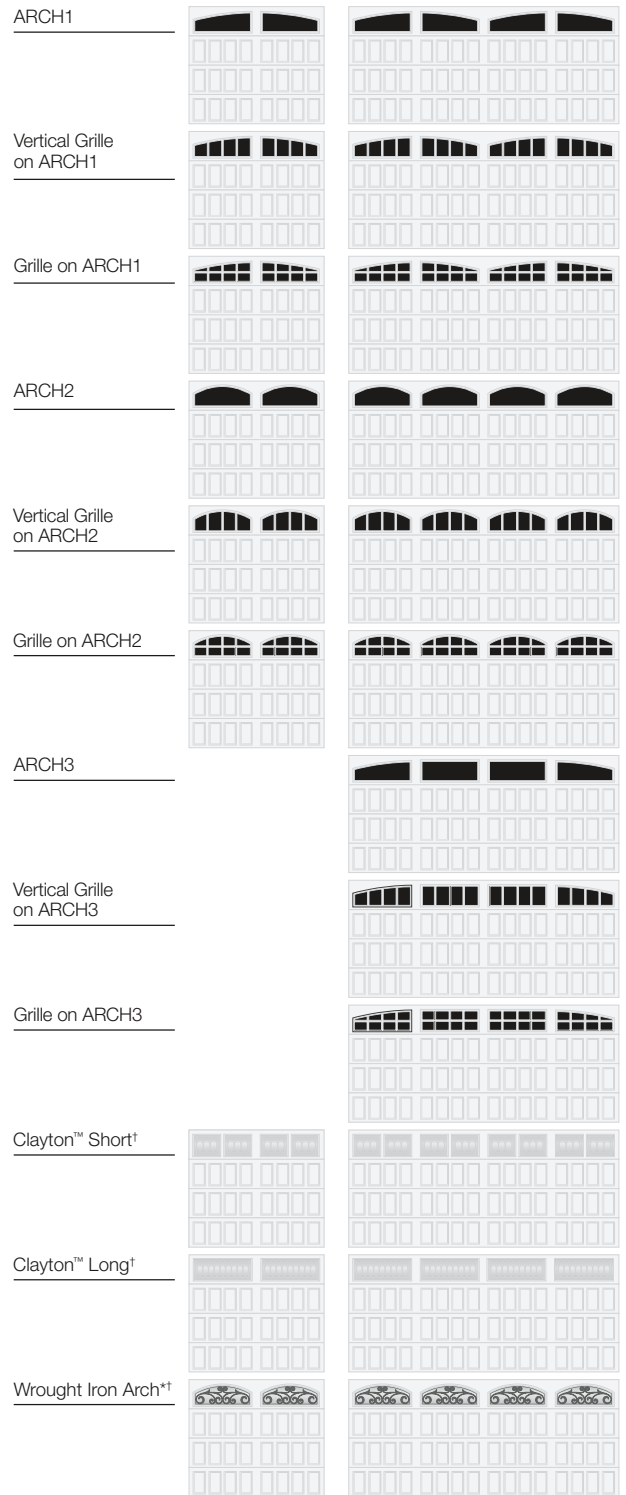 ARCH1
Vertical Grille
on ARCH1
Grille on ARCH1
ARCH2
Vertical Grille
on ARCH2
Grille on ARCH2
ARCH3
Vertical Grille
on ARCH3
Grille on ARCH3
Clayton™ Short†
Clayton™ Long†
Wrought Iron Arch*†